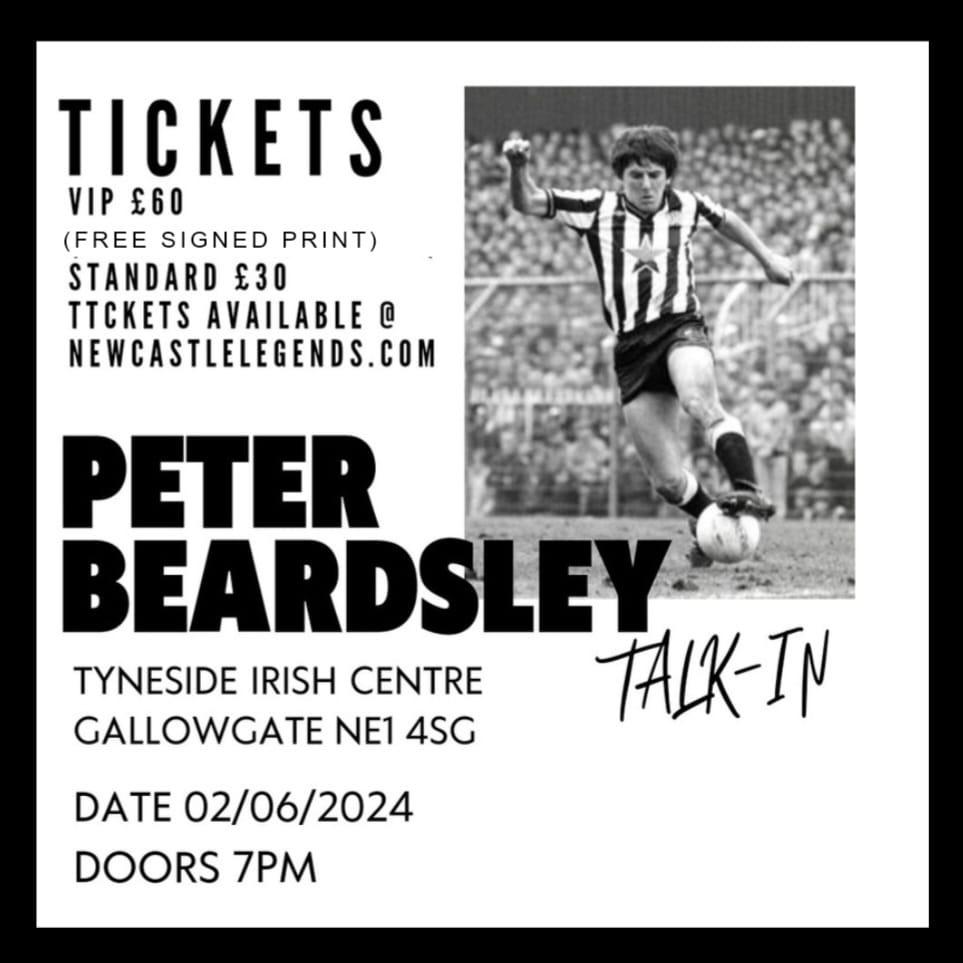 TICKETS
VIP £60
(FREE SIGNED PRINT)
STANDARD £30
TTCKETS AVAILABLE @
NEWCASTLELEGENDS.COM
PETER
BEARDSLEY
TALK-IN
TYNESIDE IRISH CENTRE
GALLOWGATE NE1 4SG
DATE 02/06/2024
DOORS 7PM